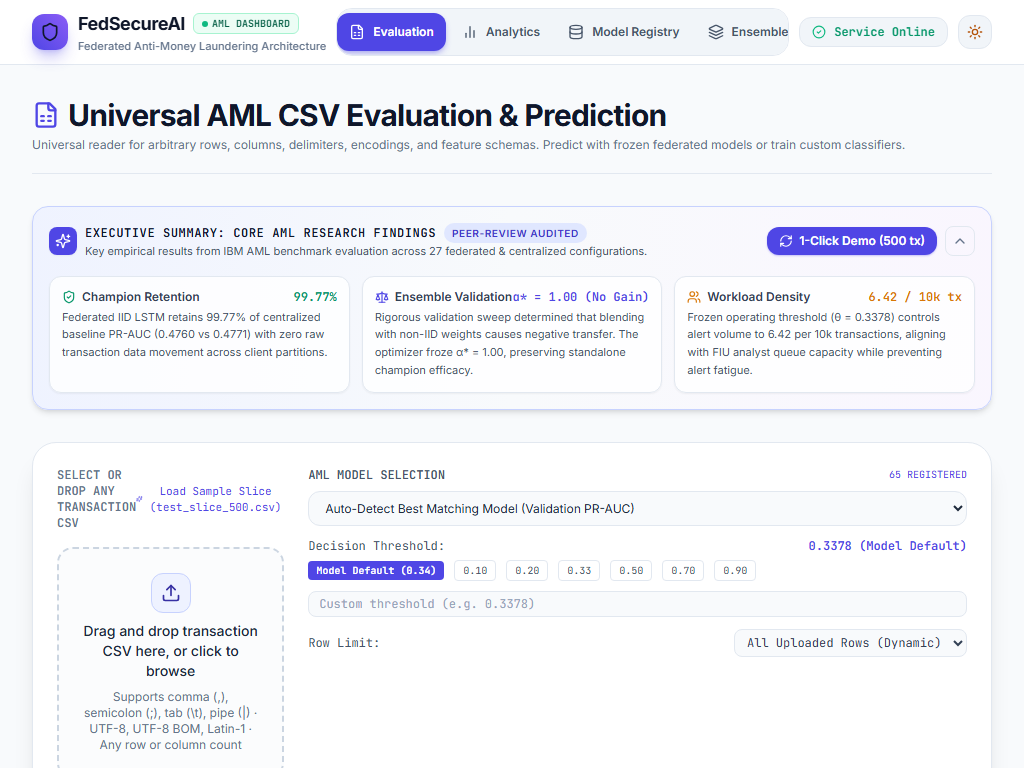 FedSecureAI
AML DASHBOARD
Federated Anti-Money Laundering Architecture
Evaluation
Analytics
Model Registry
Ensemble
Service Online
Universal AML CSV Evaluation & Prediction
Universal reader for arbitrary rows, columns, delimiters, encodings, and feature schemas. Predict with frozen federated models or train custom classifiers.
EXECUTIVE SUMMARY: CORE AML RESEARCH FINDINGS
PEER-REVIEW AUDITED
Key empirical results from IBM AML benchmark evaluation across 27 federated & centralized configurations.
1-Click Demo (500 tx)
Champion Retention
99.77%
Federated IID LSTM retains 99.77% of centralized
baseline PR-AUC (0.4760 vs 0.4771) with zero raw
transaction data movement across client partitions.
Ensemble Validation
α* = 1.00 (No Gain)
Rigorous validation sweep determined that blending
with non-IID weights causes negative transfer. The
optimizer froze α* = 1.00, preserving standalone
champion efficacy.
Workload Density
6.42 / 10k tx
Frozen operating threshold (θ = 0.3378) controls
alert volume to 6.42 per 10k transactions, aligning
with FIU analyst queue capacity while preventing
alert fatigue.
SELECT OR
DROP ANY
TRANSACTION
CSV
Load Sample Slice
(test_slice_500.csv)
Drag and drop transaction
CSV here, or click to
browse
Supports comma (,),
semicolon (;), tab (\t), pipe (|) ·
UTF-8, UTF-8 BOM, Latin-1 ·
Any row or column count
AML MODEL SELECTION
65 REGISTERED
Auto-Detect Best Matching Model (Validation PR-AUC)
Decision Threshold:
0.3378 (Model Default)
Model Default (0.34)
0.10
0.20
0.33
0.50
0.70
0.90
Custom threshold (e.g. 0.3378)
Row Limit:
All Uploaded Rows (Dynamic)